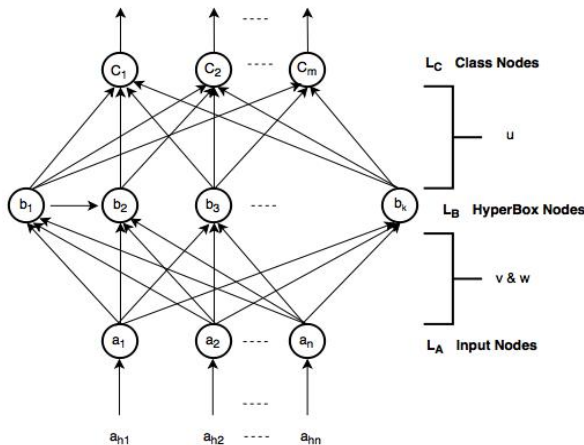 C1 C2 Cm LC Class Nodes
u
b1 b2 b3 bk LB HyperBox Nodes
v & w
a1 a2 an LA Input Nodes
ah1 ah2 ahn